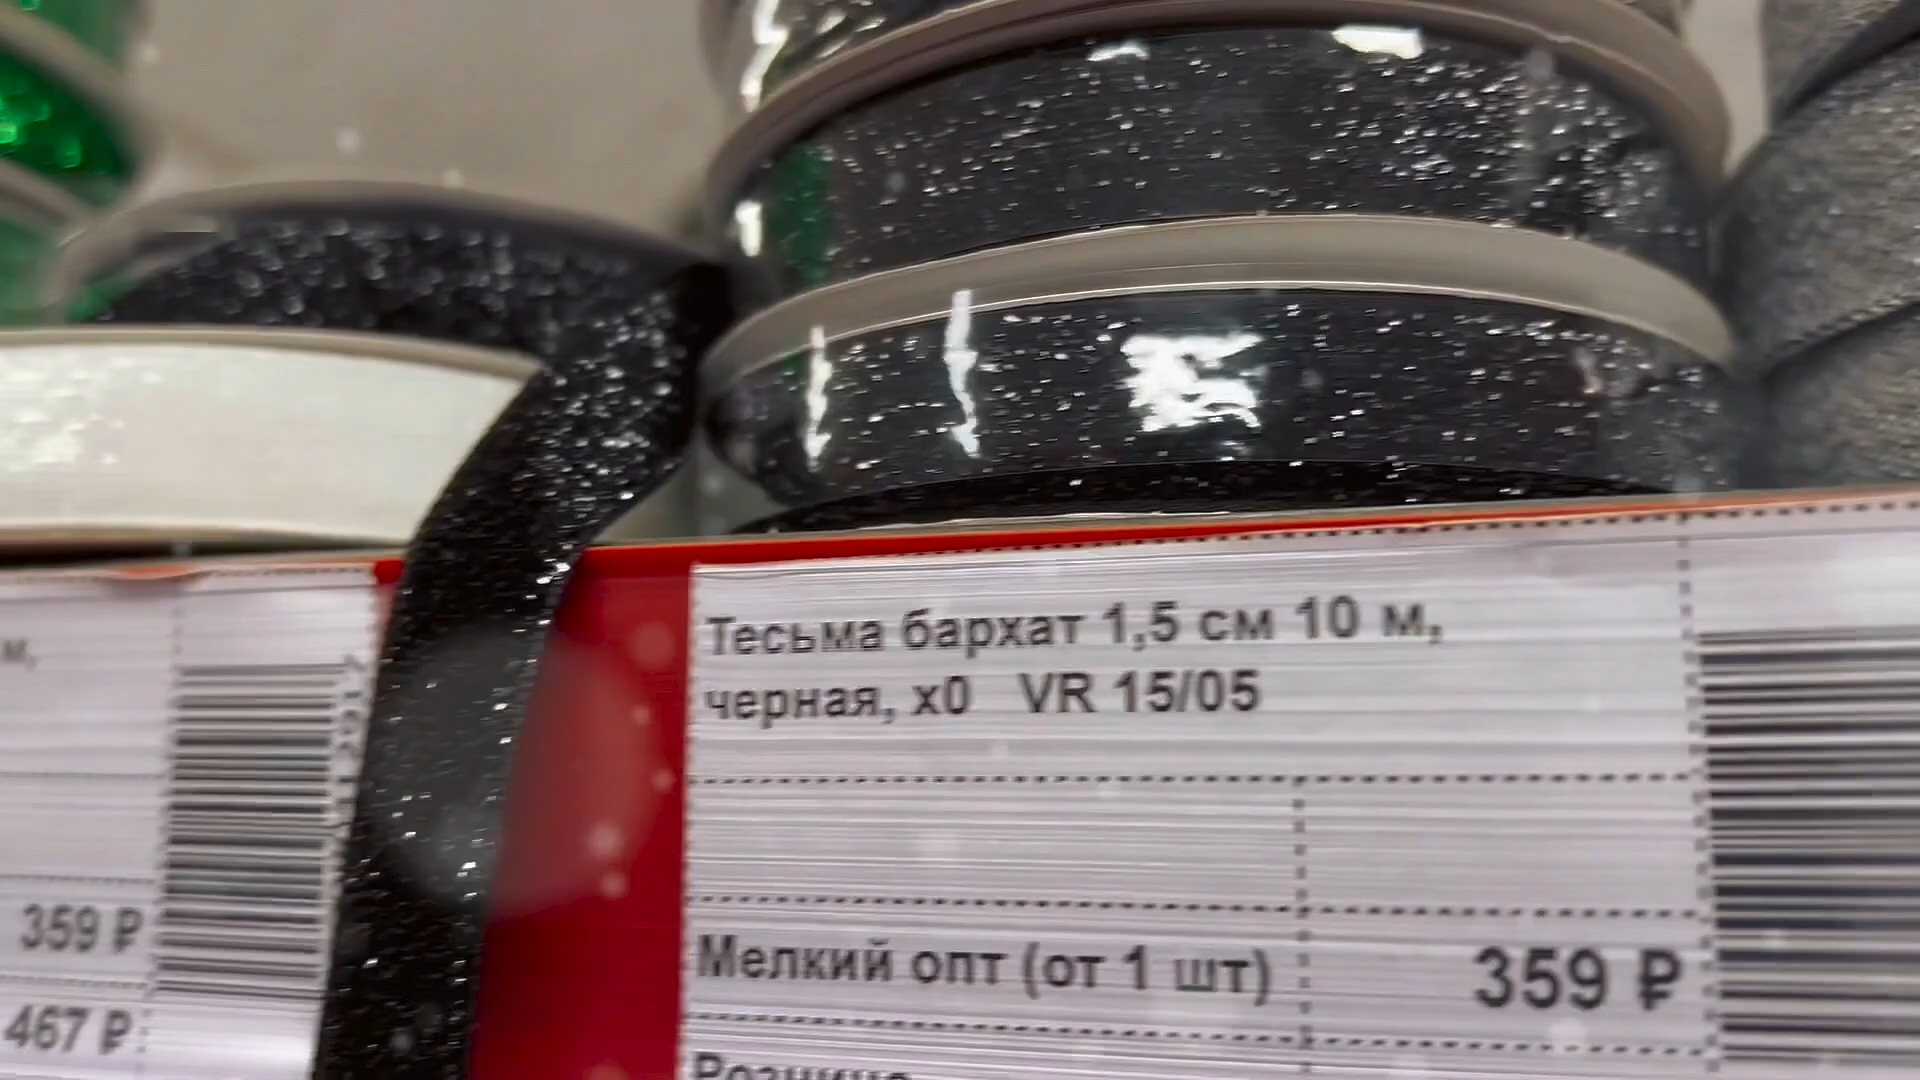 Тесьма бархат 1,5 см 10 м,
черная, х0 VR 15/05
Мелкий опт (от 1 шт) 359 ₽
м,
359 ₽
467 ₽